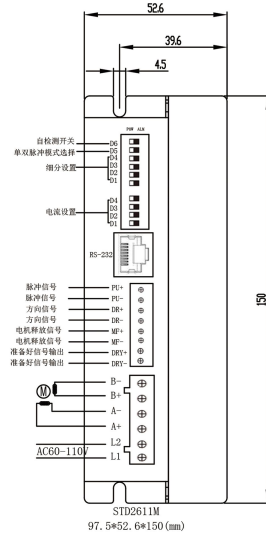 52.6
39.6
4.5
PWR ALM
自检测开关
D6
单双脉冲模式选择
D5
细分设置
D4
D3
D2
D1
电流设置
D4
D3
D2
D1
RS-232
150
脉冲信号 PU+
脉冲信号 PU-
方向信号 DR+
方向信号 DR-
电机释放信号 MF+
电机释放信号 MF-
准备好信号输出 DRY+
准备好信号输出 DRY-
M
B-
B+
A-
A+
AC60-110V
L2
L1
STD2611M
97.5*52.6*150(mm)